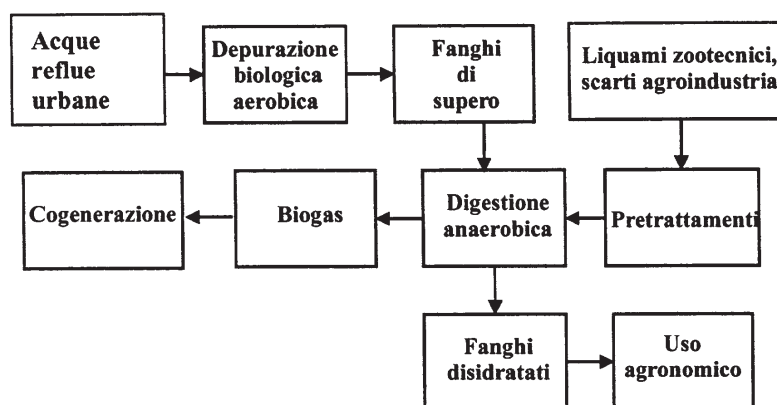 Acque
reflue
urbane
Depurazione
biologica
aerobica
Fanghi
di
supero
Liquami zootecnici,
scarti agroindustria
Cogenerazione
Biogas
Digestione
anaerobica
Pretrattamenti
Fanghi
disidratati
Uso
agronomico